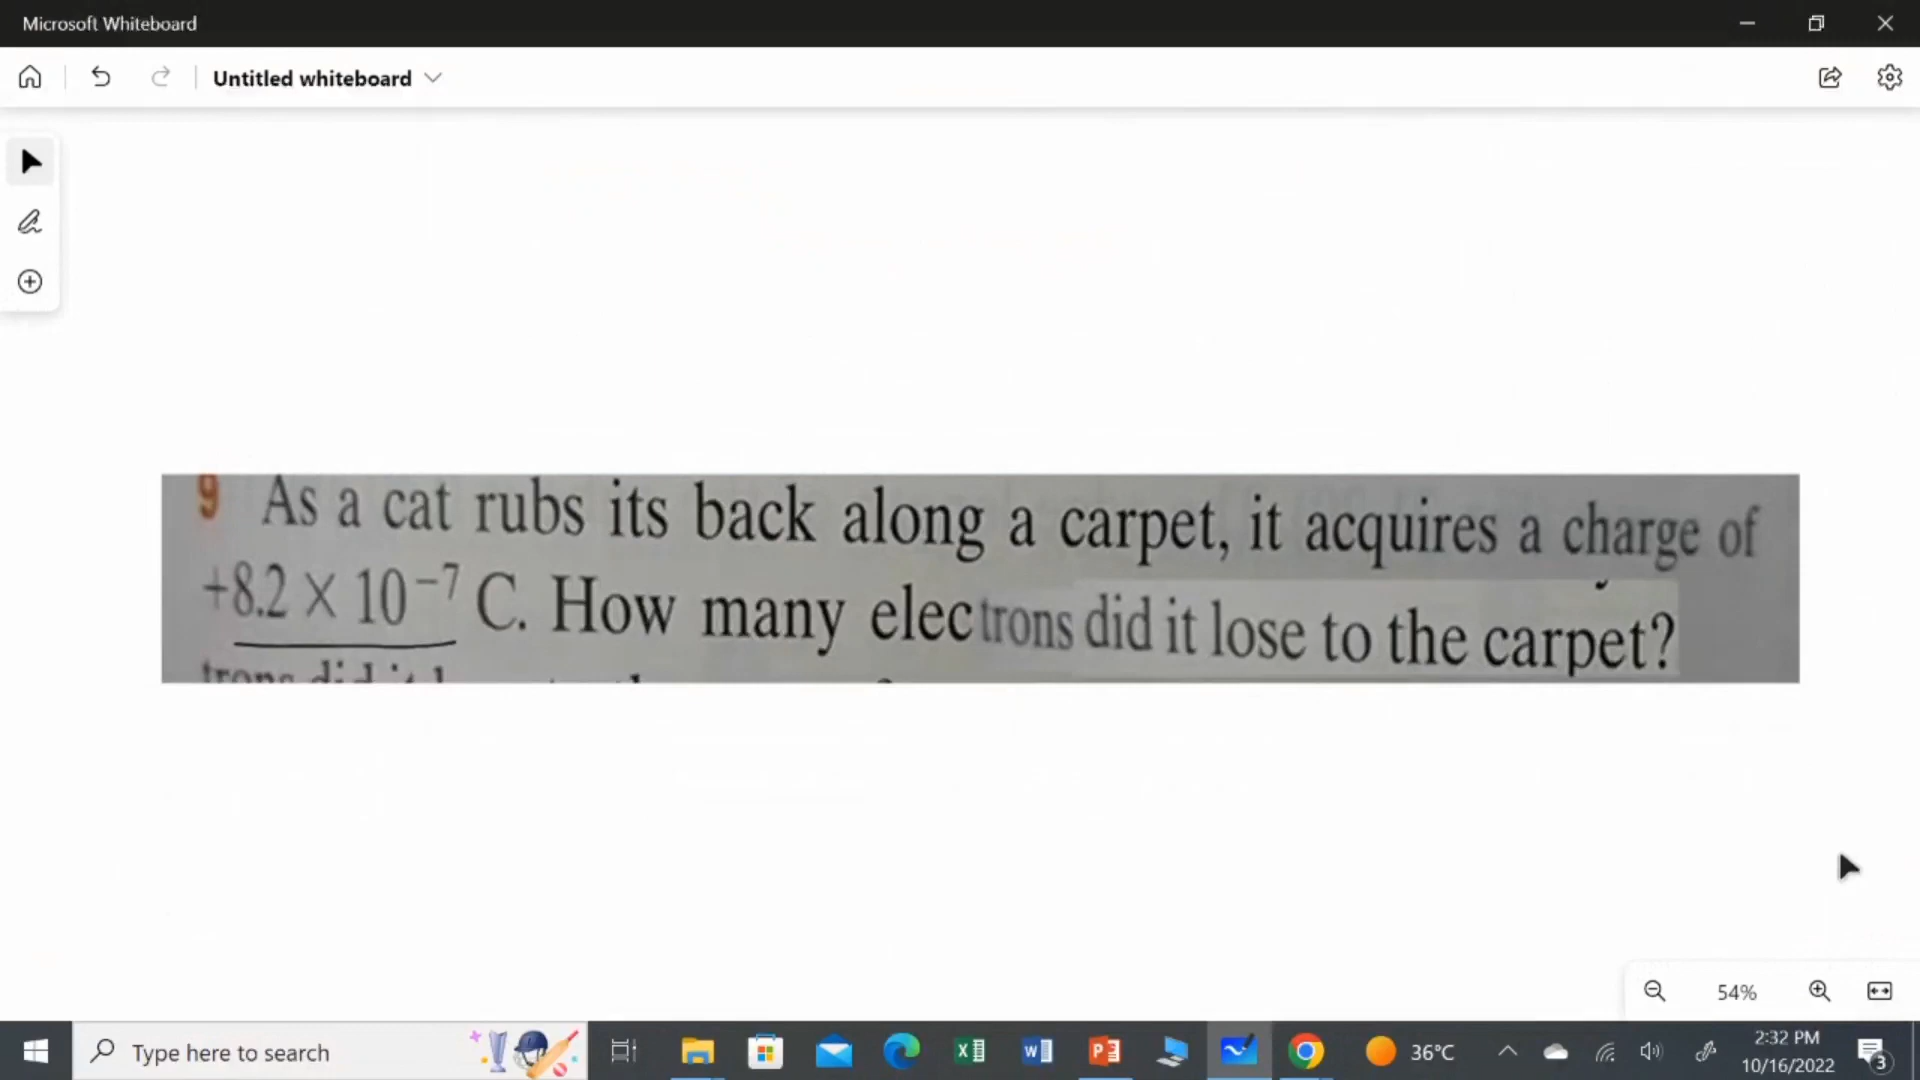 Microsoft Whiteboard
Untitled whiteboard
9 As a cat rubs its back along a carpet, it acquires a charge of
+8.2 × 10⁻⁷ C. How many electrons did it lose to the carpet?
54%
Type here to search
36°C
2:32 PM
10/16/2022
3